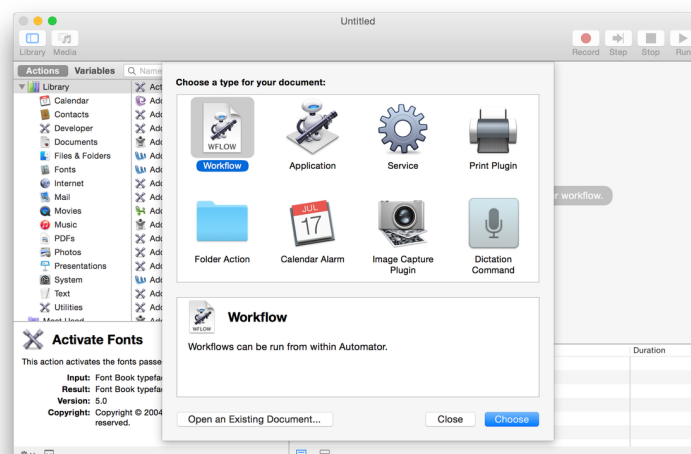 Untitled
Library Media
Record Step Stop Run
Actions Variables
Name
Library
Calendar
Contacts
Developer
Documents
Files & Folders
Fonts
Internet
Mail
Movies
Music
PDFs
Photos
Presentations
System
Text
Utilities
Most Used
Choose a type for your document:
WFLOW
Workflow
Application
Service
Print Plugin
JUL
17
Folder Action
Calendar Alarm
Image Capture
Plugin
Dictation
Command
WFLOW
Workflow
Workflows can be run from within Automator.
Open an Existing Document...
Close
Choose
workflow.
Duration
Activate Fonts
This action activates the fonts
Input: Font Book
Result: Font Book
Version: 5.0
Copyright: Copyright © 2004
reserved.